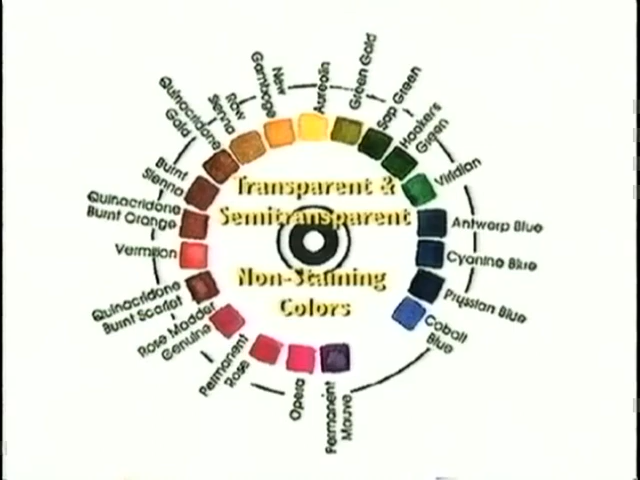 Transparent &
Semitransparent
Non-Staining
Colors
Aureolin
Green Gold
Sap Green
Hookers
Green
Viridian
Antwerp Blue
Cyanine Blue
Prussian Blue
Cobalt
Blue
Permanent
Mauve
Opera
Permanent
Rose
Rose Madder
Genuine
Quinacridone
Burnt Scarlet
Vermilion
Quinacridone
Burnt Orange
Burnt
Sienna
Quinacridone
Gold
Raw
Sienna
New
Gamboge